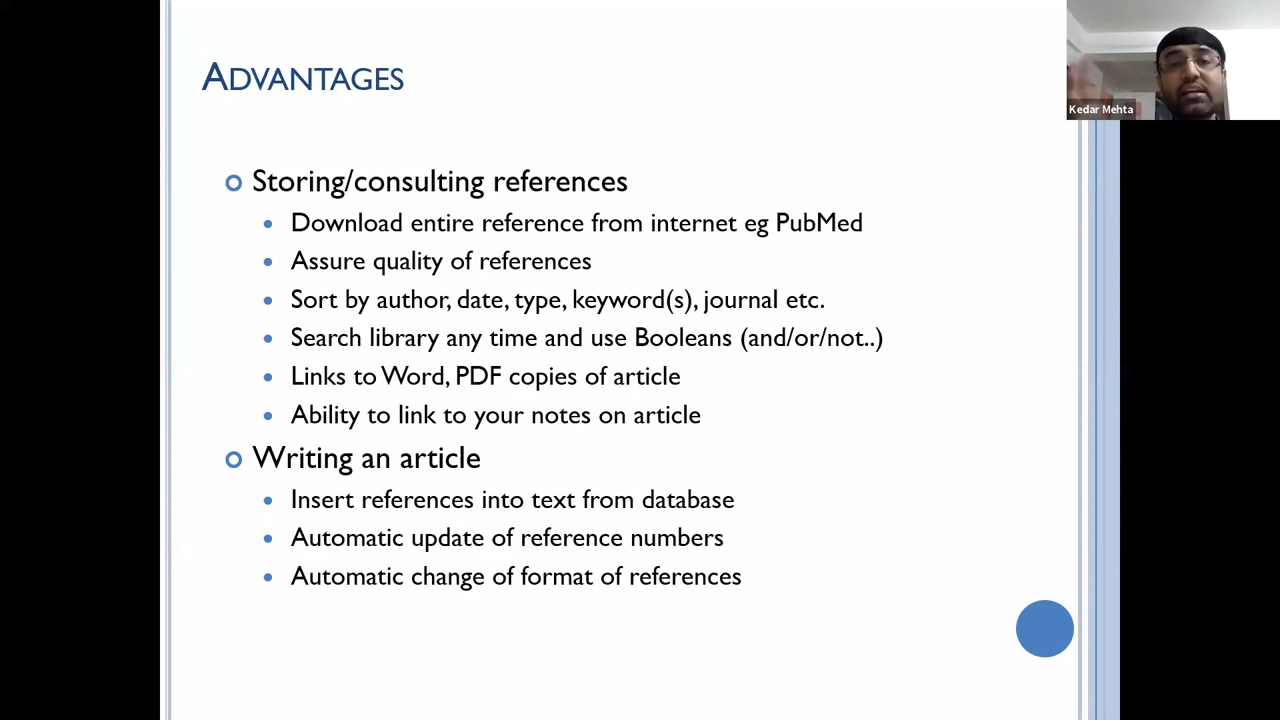 ADVANTAGES
Kedar Mehta
Storing/consulting references
Download entire reference from internet eg PubMed
Assure quality of references
Sort by author, date, type, keyword(s), journal etc.
Search library any time and use Booleans (and/or/not..)
Links to Word, PDF copies of article
Ability to link to your notes on article
Writing an article
Insert references into text from database
Automatic update of reference numbers
Automatic change of format of references